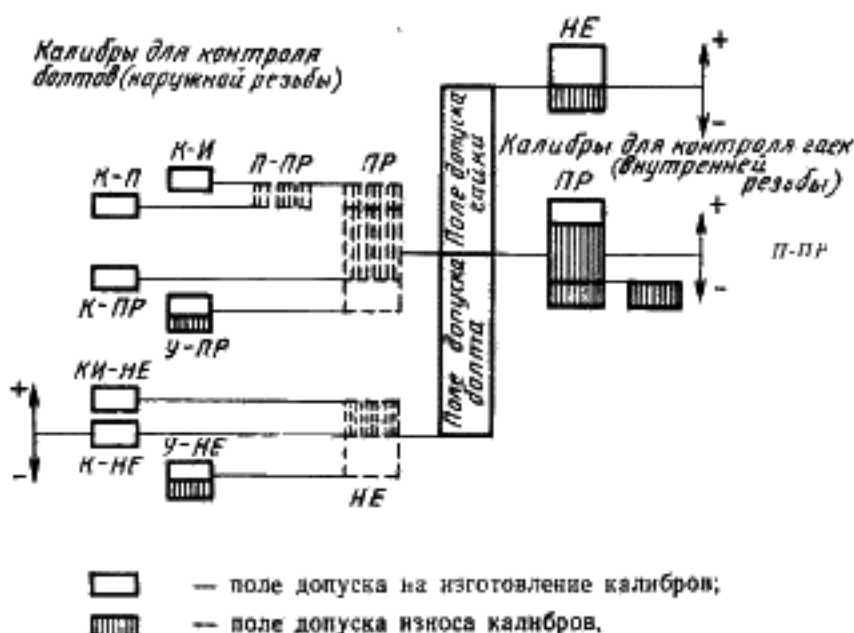 НЕ
Калибры для контроля
болтов (наружной резьбы)
+
-
Калибры для контроля гаек
(внутренней
резьбы)
К-И
П-ПР
ПР
К-П
ПР
+
П-ПР
-
Поле допуска
гайки
К-ПР
У-ПР
Поле допуска
болта
КИ-НЕ
+
У-НЕ
-
К-НЕ
НЕ
— поле допуска на изготовление калибров;
— поле допуска износа калибров,